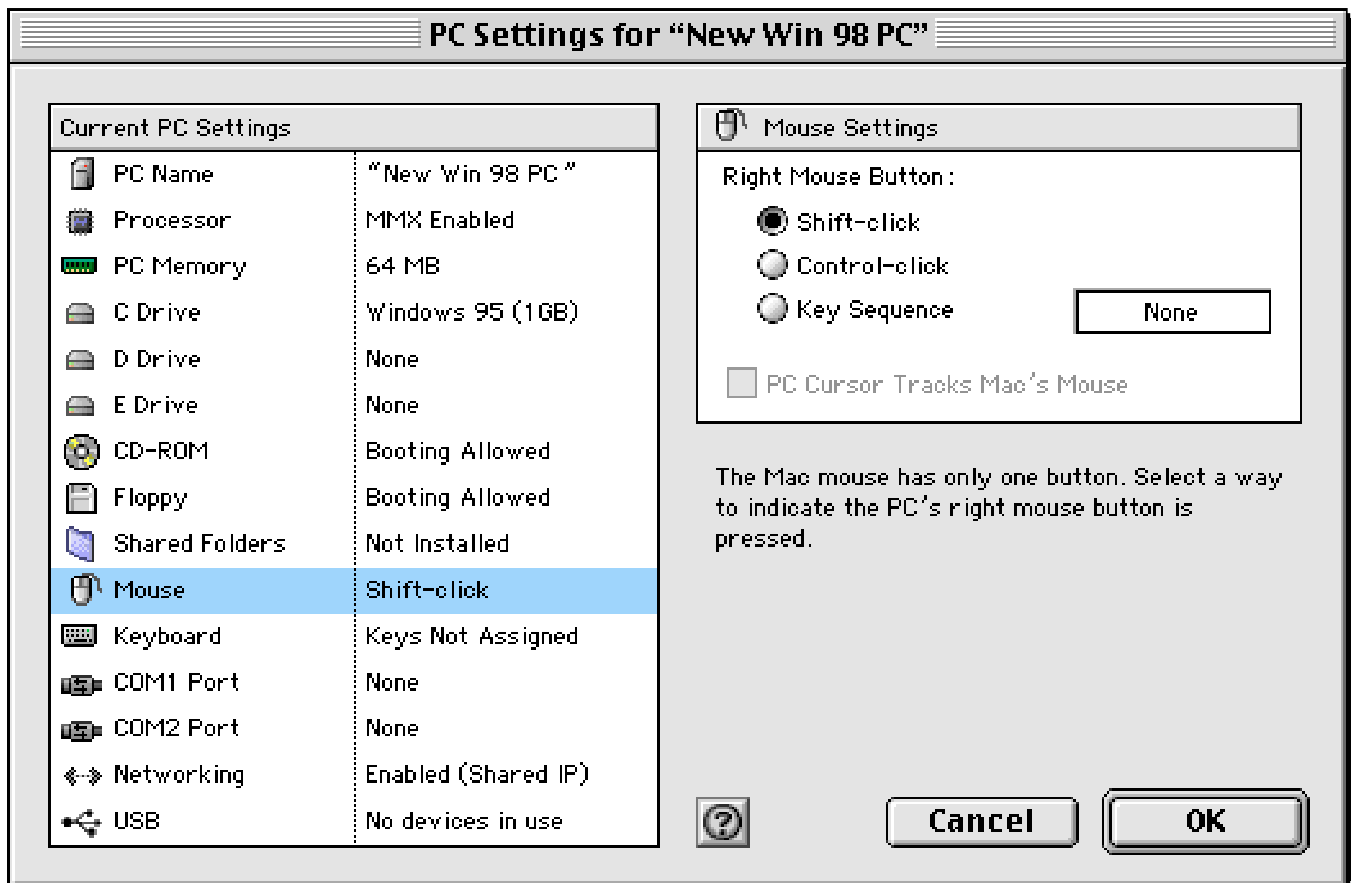 PC Settings for “New Win 98 PC”
Current PC Settings
PC Name “New Win 98 PC”
Processor MMX Enabled
PC Memory 64 MB
C Drive Windows 95 (1GB)
D Drive None
E Drive None
CD-ROM Booting Allowed
Floppy Booting Allowed
Shared Folders Not Installed
Mouse Shift-click
Keyboard Keys Not Assigned
COM1 Port None
COM2 Port None
Networking Enabled (Shared IP)
USB No devices in use
Mouse Settings
Right Mouse Button:
Shift-click
Control-click
Key Sequence None
PC Cursor Tracks Mac’s Mouse
The Mac mouse has only one button. Select a way
to indicate the PC’s right mouse button is
pressed.
?
Cancel
OK